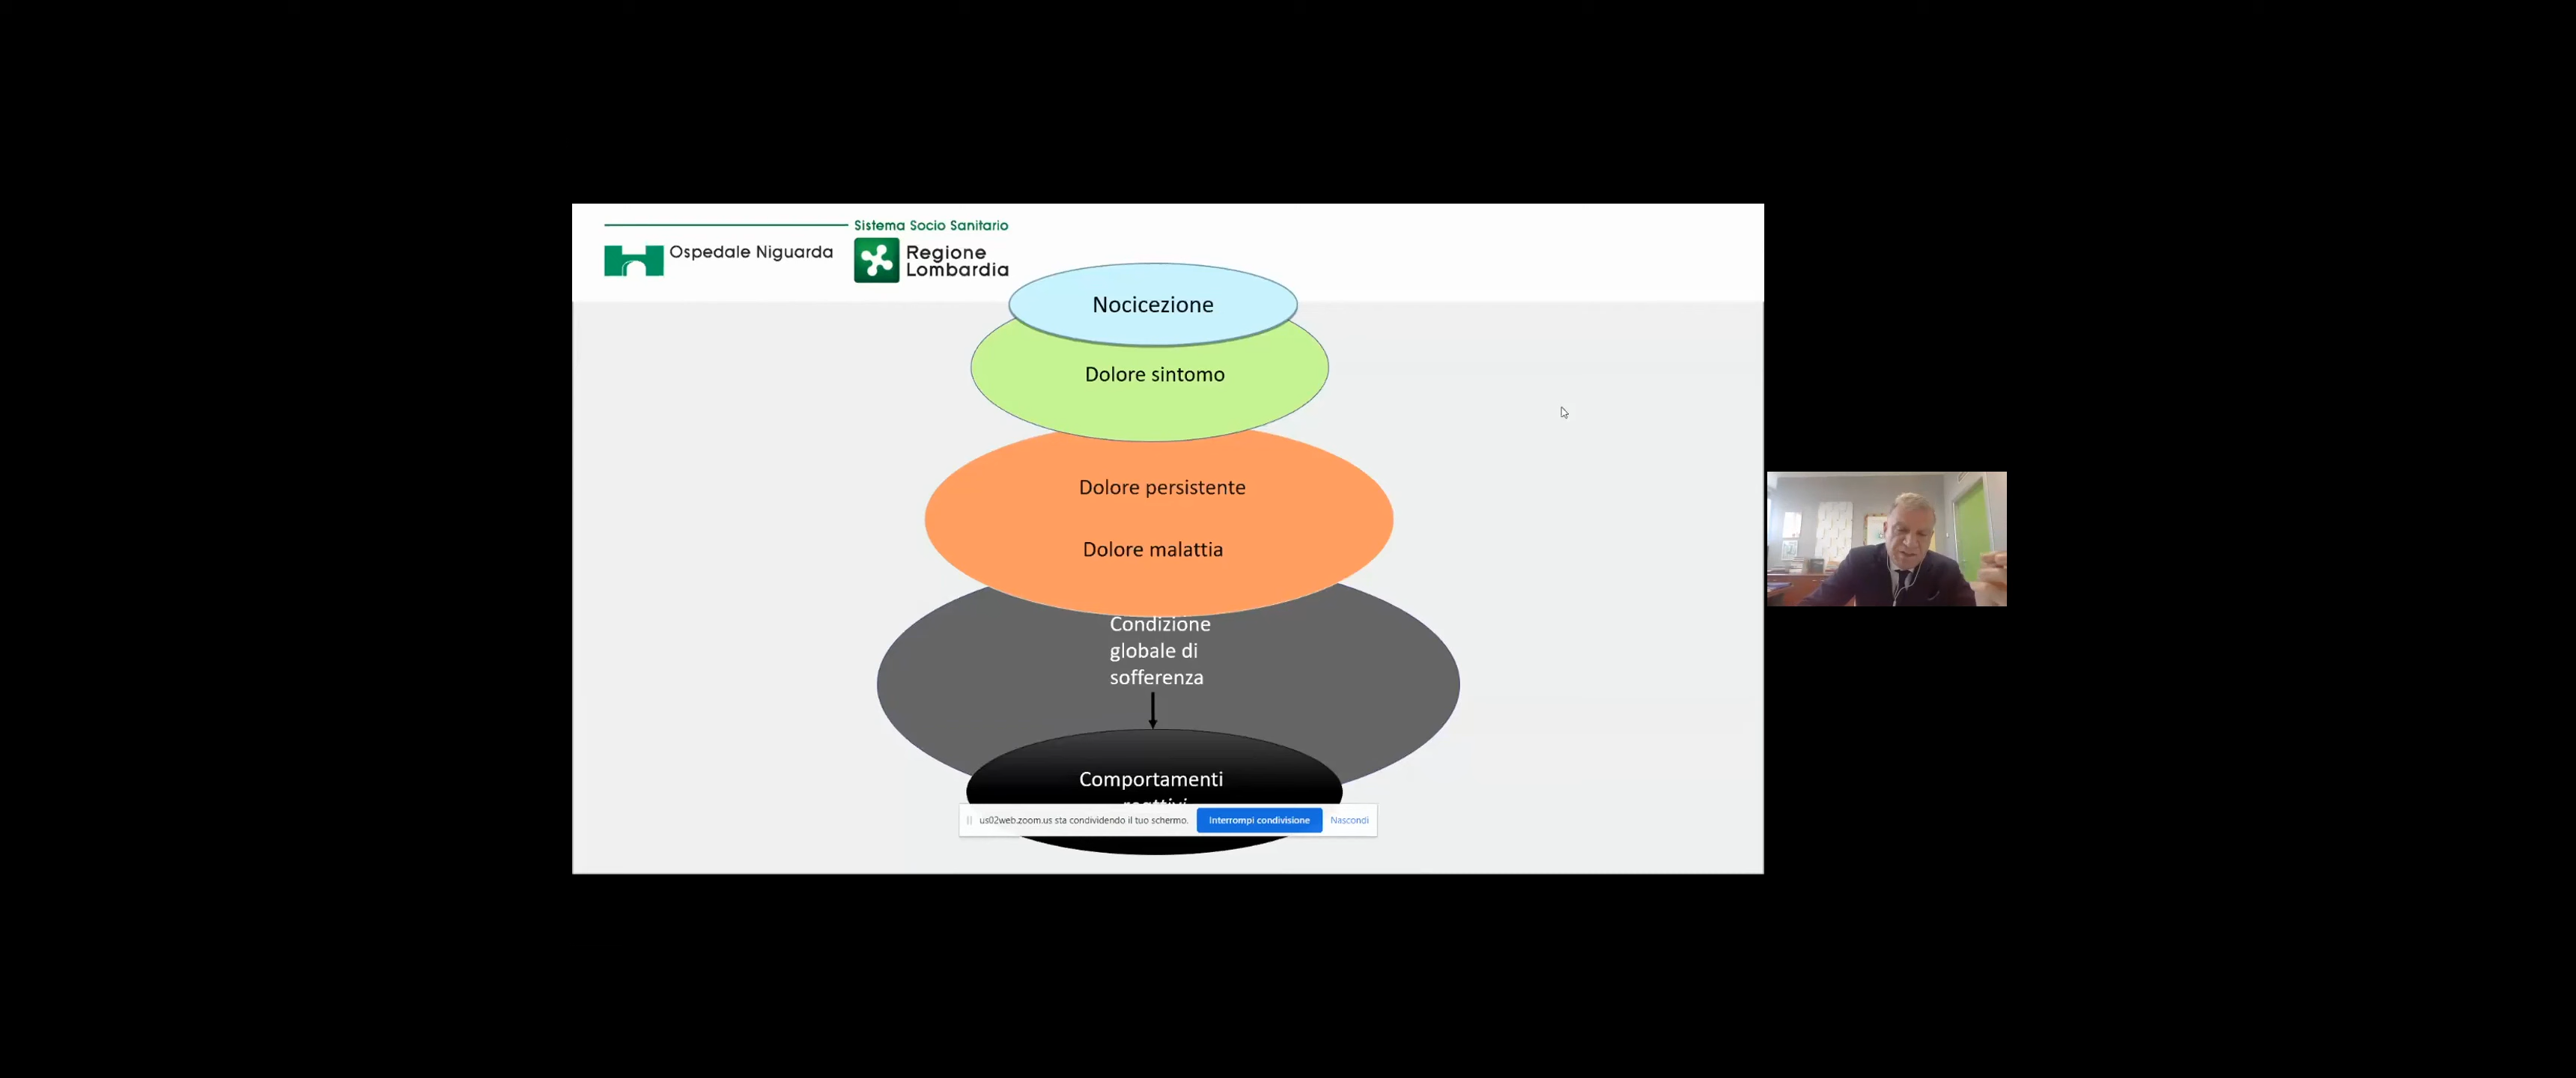 Sistema Socio Sanitario
Ospedale Niguarda
Regione
Lombardia
Nocicezione
Dolore sintomo
Dolore persistente
Dolore malattia
Condizione
globale di
sofferenza
Comportamenti
reattivi
us02web.zoom.us sta condividendo il tuo schermo.
Interrompi condivisione
Nascondi